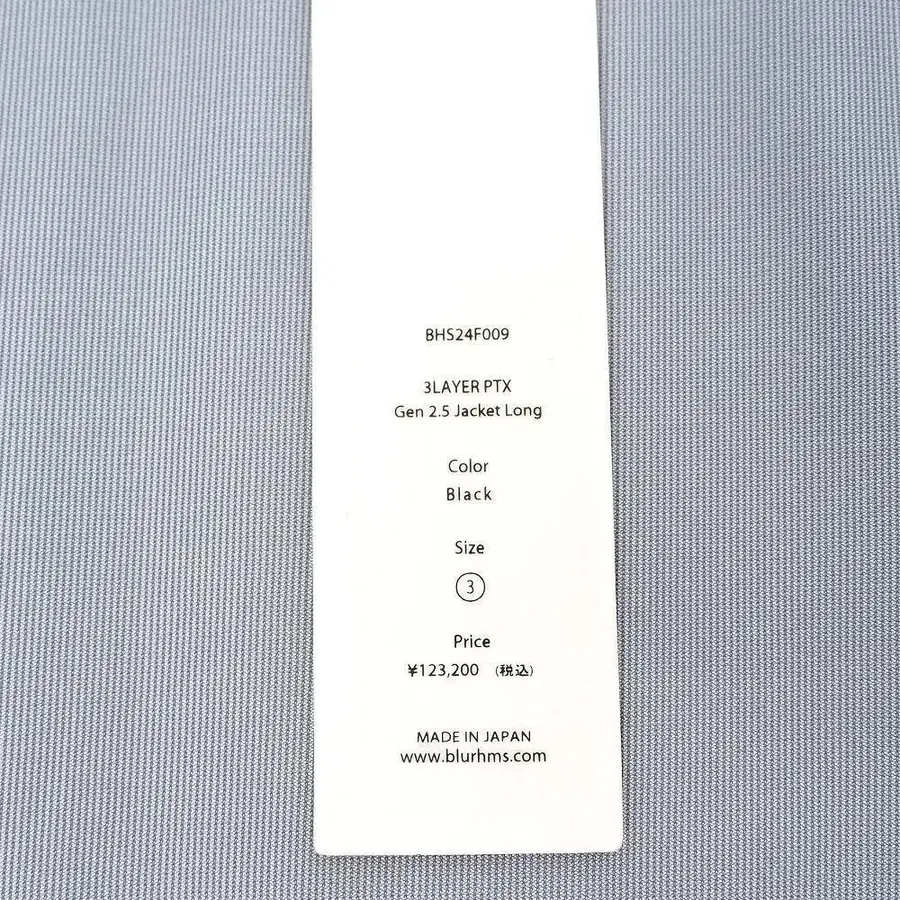 BHS24F009
3LAYER PTX
Gen 2.5 Jacket Long
Color
Black
Size
③
Price
¥123,200 (税込)
MADE IN JAPAN
www.blurhms.com